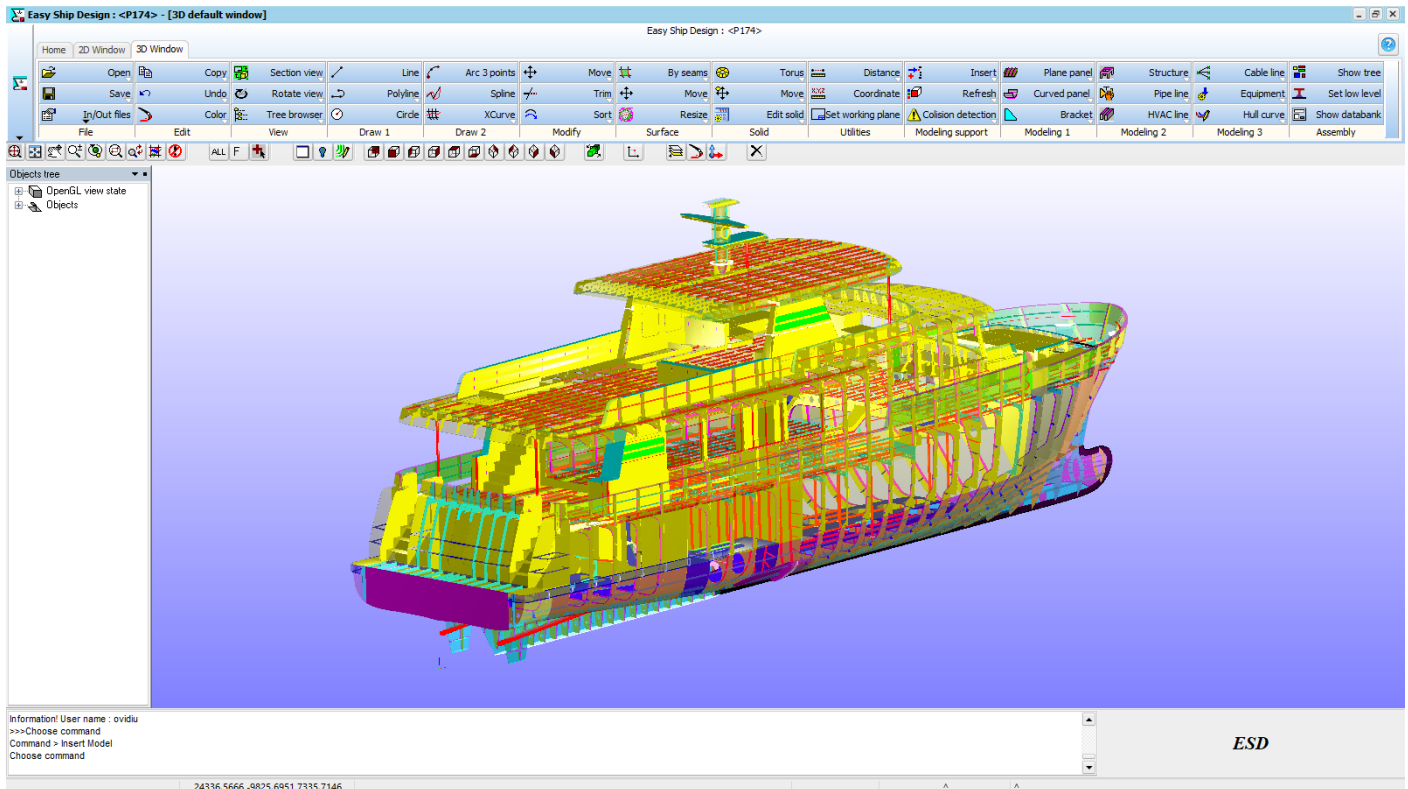 Easy Ship Design : <P174> - [3D default window]
Easy Ship Design : <P174>
Home 2D Window 3D Window
Open Copy Section view Line Arc 3 points Move By seams Torus Distance Insert Plane panel Structure Cable line Show tree
Save Undo Rotate view Polyline Spline Trim Move Move XYZ Coordinate Refresh Curved panel Pipe line Equipment Set low level
In/Out files Color Tree browser Circle XCurve Sort Resize Edit solid Set working plane Colision detection Bracket HVAC line Hull curve Show databank
File Edit View Draw 1 Draw 2 Modify Surface Solid Utilities Modeling support Modeling 1 Modeling 2 Modeling 3 Assembly
ALL F
Objects tree
OpenGL view state
Objects
Information! User name : ovidiu
>>>Choose command
Command > Insert Model
Choose command
ESD
24336.5666 -9825.6951 7335.7146